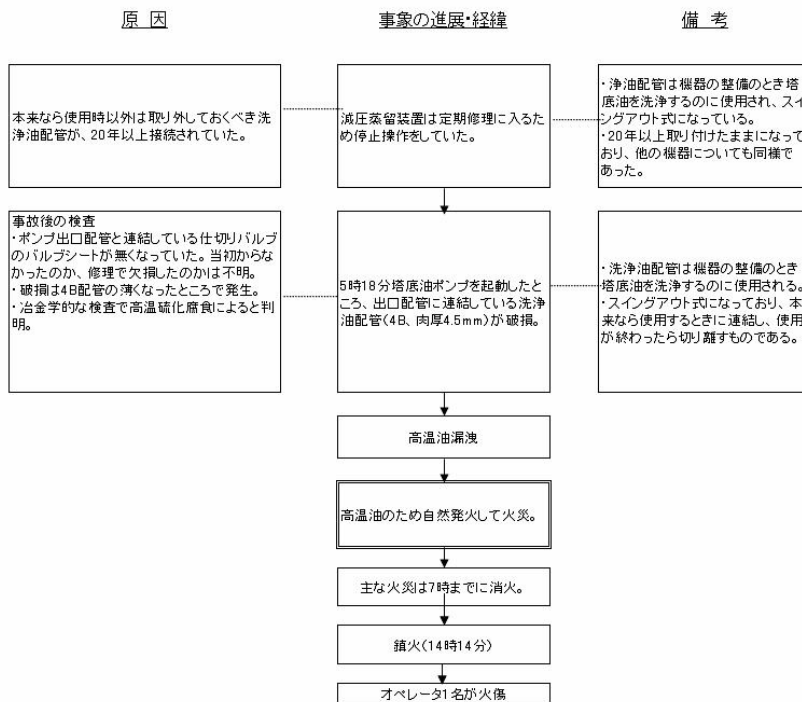 原 因
事象の進展・経緯
備 考
本来なら使用時以外は取り外しておくべき洗
浄油配管が、20年以上接続されていた。
減圧蒸留装置は定期修理に入るた
め停止操作をしていた。
・浄油配管は機器の整備のとき塔
底油を洗浄するのに使用され、スイ
ングアウト式になっている。
・20年以上取り付けたままになって
おり、他の機器についても同様で
あった。
事故後の検査
・ポンプ出口配管と連結している仕切りバルブ
のバルブシートが無くなっていた。当初からな
かったのか、修理で欠損したのかは不明。
・破損は4B配管の薄くなったところで発生。
・冶金学的な検査で高温硫化腐食によると判
明。
5時18分塔底油ポンプを起動したと
ころ、出口配管に連結している洗浄
油配管(4B、肉厚4.5mm)が破損。
・洗浄油配管は機器の整備のとき
塔底油を洗浄するのに使用される。
・スイングアウト式になっており、本
来なら使用するときに連結し、使用
が終わったら切り離すものである。
高温油漏洩
高温油のため自然発火して火災。
主な火災は7時までに消火。
鎮火(14時14分)
オペレータ1名が火傷